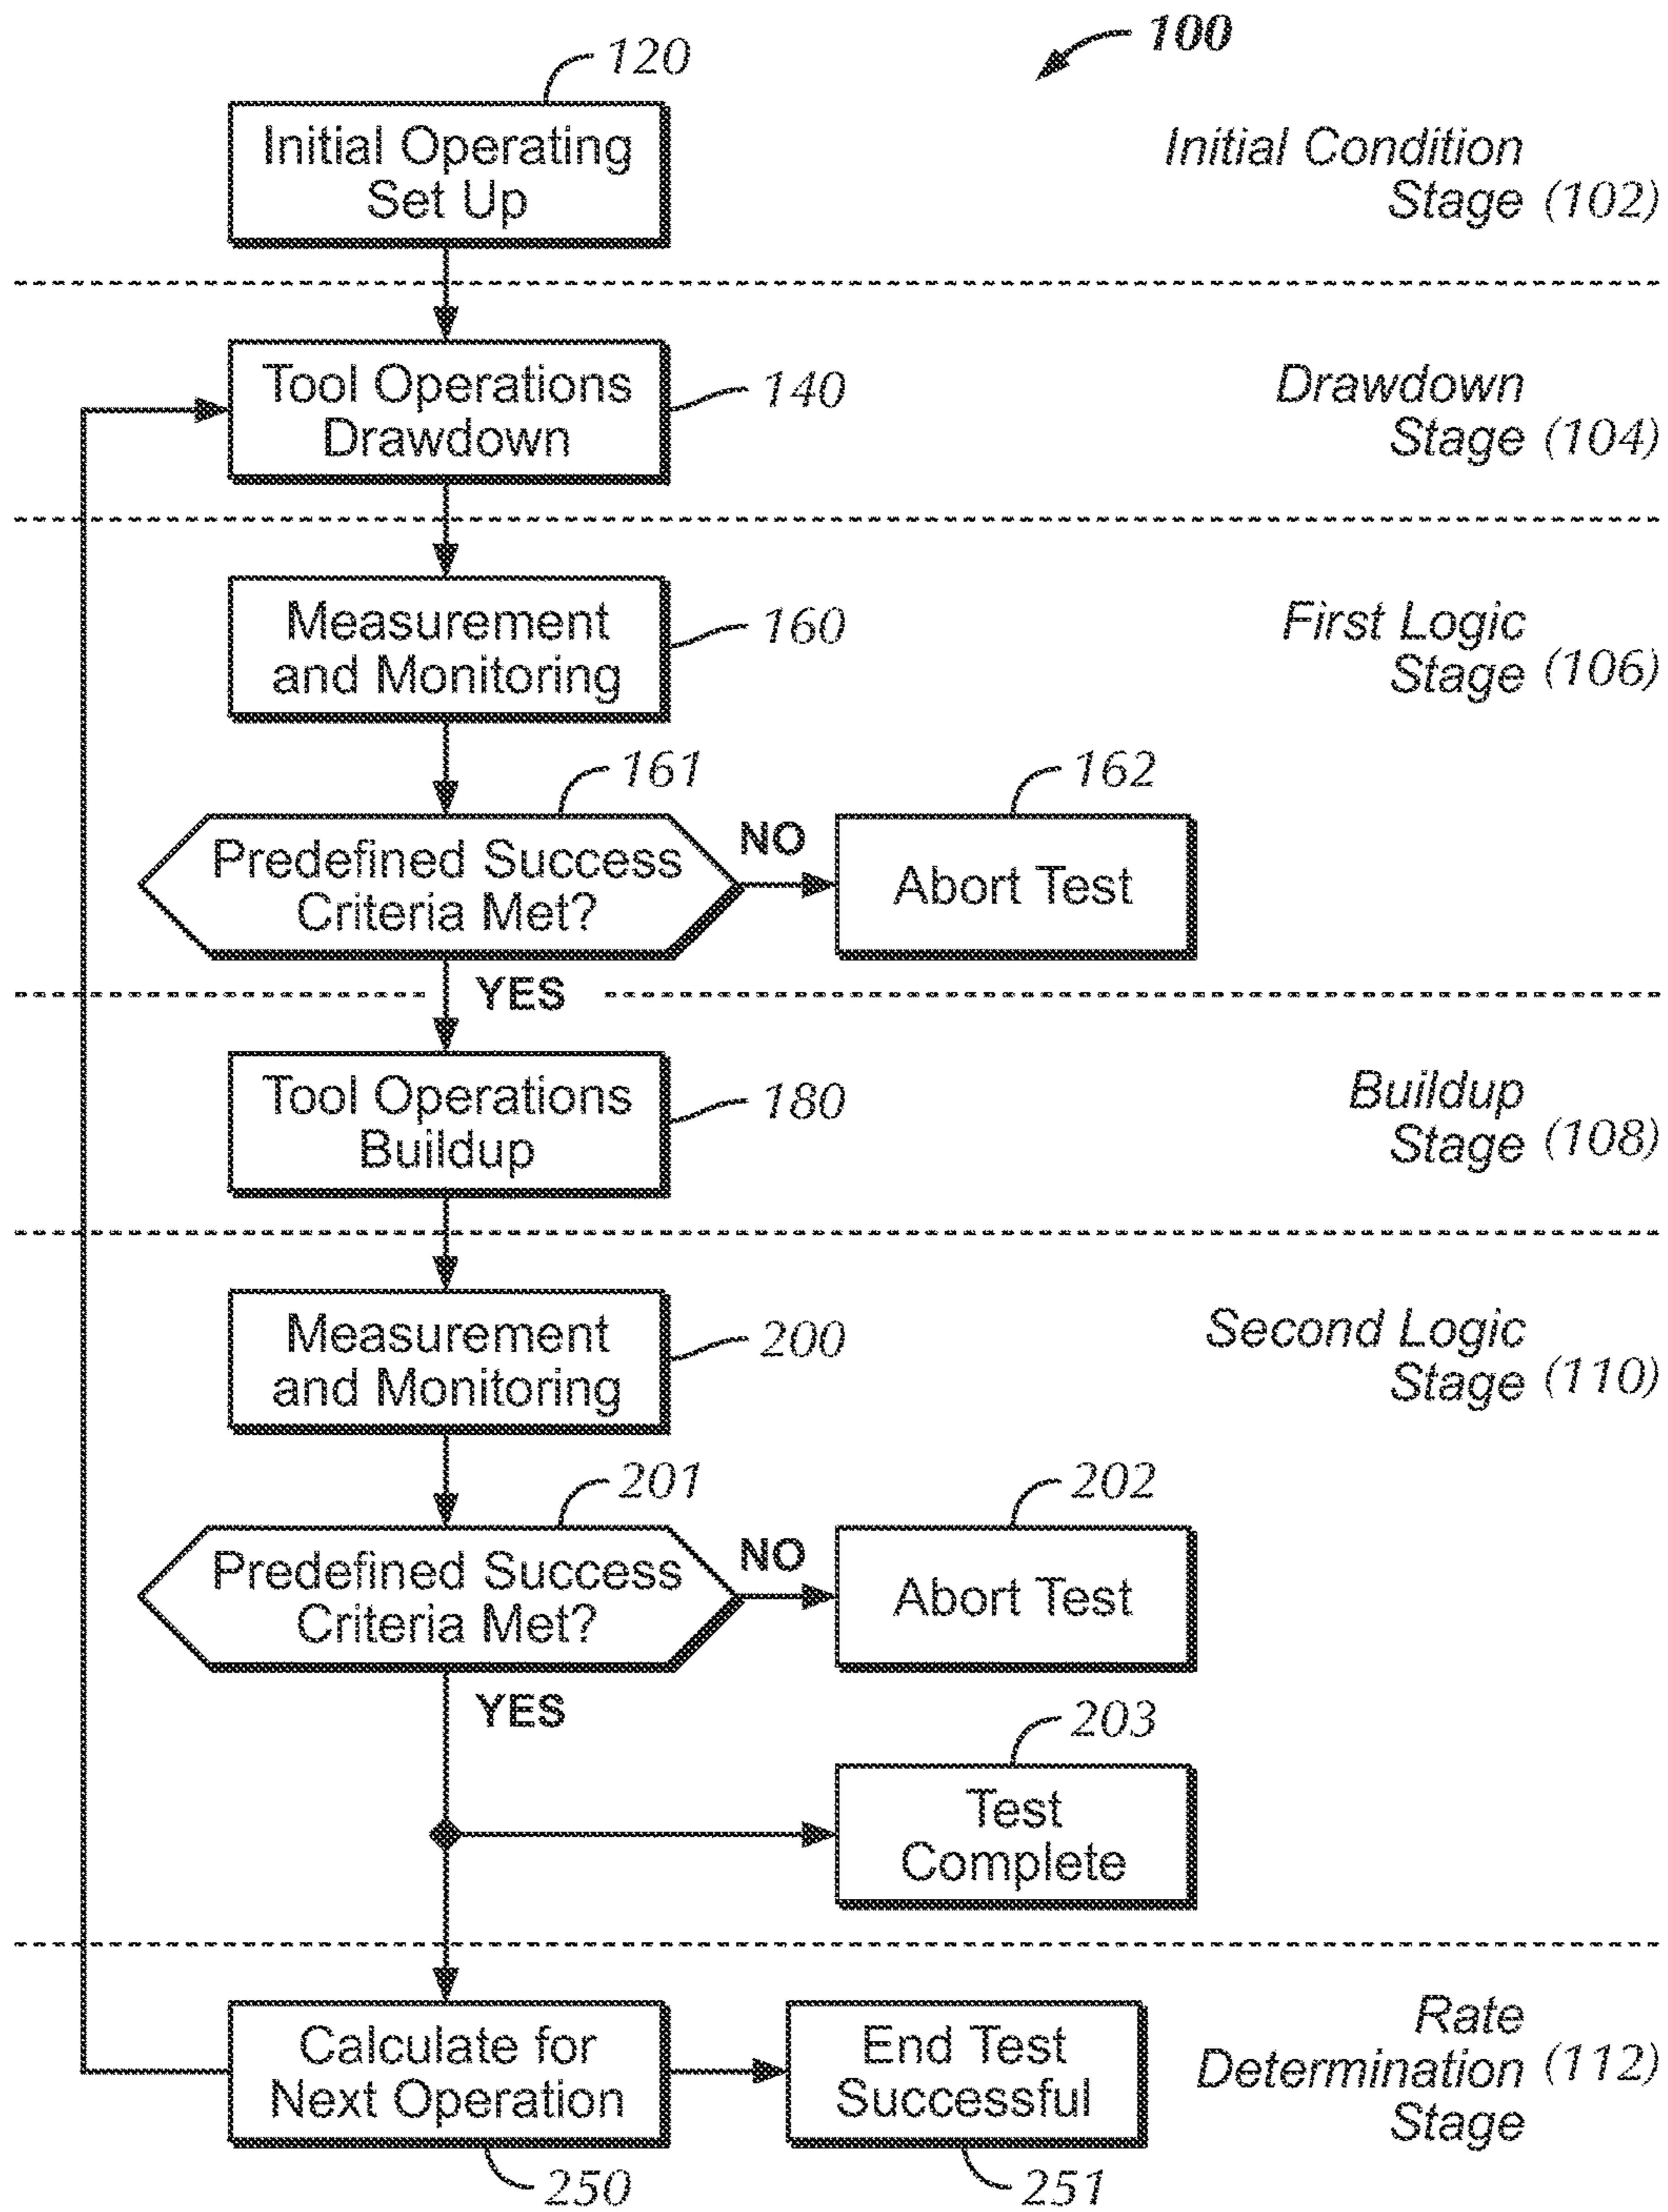 100
120
Initial Operating
Set Up
Initial Condition
Stage (102)
Tool Operations
Drawdown
140
Drawdown
Stage (104)
Measurement
and Monitoring
160
First Logic
Stage (106)
161
Predefined Success
Criteria Met?
NO
162
Abort Test
YES
Tool Operations
Buildup
180
Buildup
Stage (108)
Measurement
and Monitoring
200
Second Logic
Stage (110)
201
Predefined Success
Criteria Met?
NO
202
Abort Test
YES
203
Test
Complete
Calculate for
Next Operation
250
End Test
Successful
251
Rate
Determination (112)
Stage